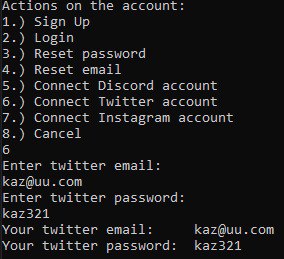 Actions on the account:
1.) Sign Up
2.) Login
3.) Reset password
4.) Reset email
5.) Connect Discord account
6.) Connect Twitter account
7.) Connect Instagram account
8.) Cancel
6
Enter twitter email:
kaz@uu.com
Enter twitter password:
kaz321
Your twitter email:     kaz@uu.com
Your twitter password:  kaz321